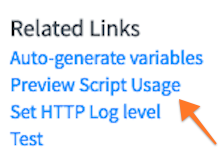 Related Links
Auto-generate variables
Preview Script Usage
Set HTTP Log level
Test